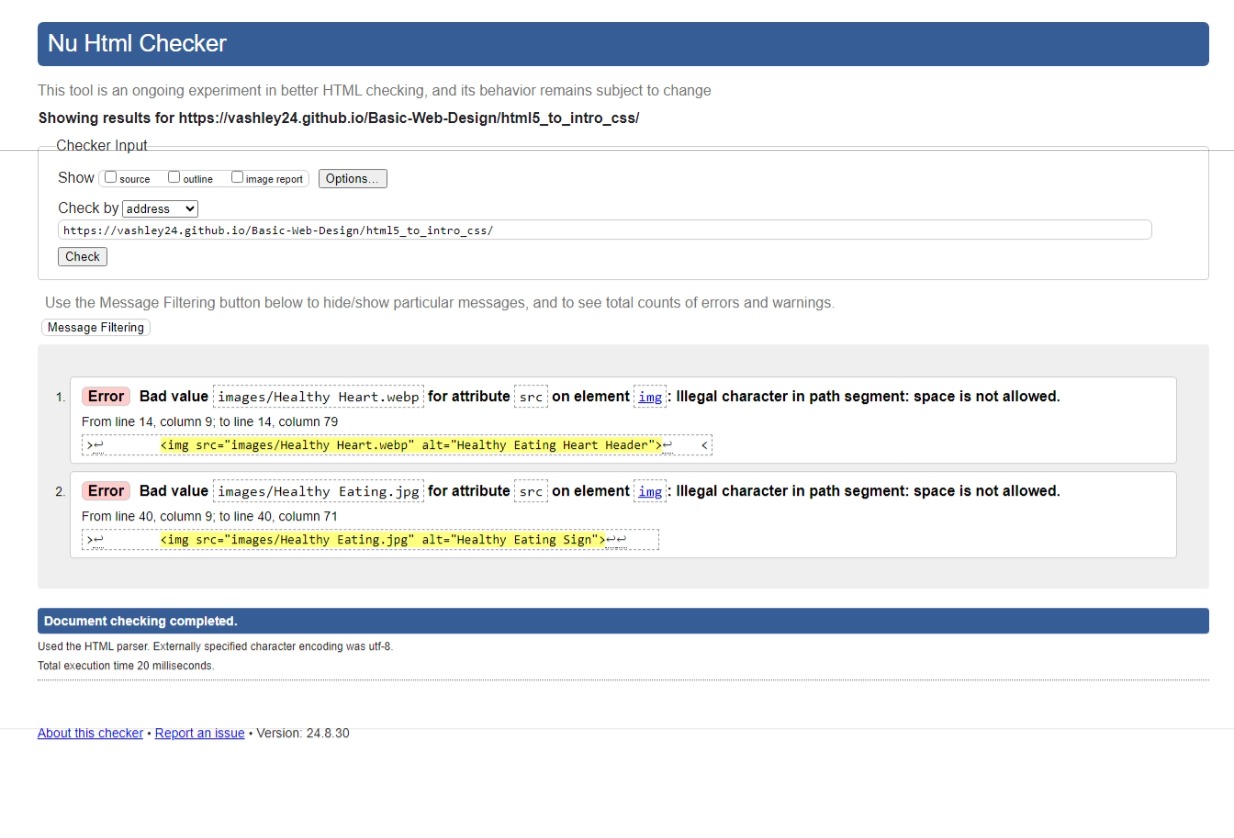 Nu Html Checker
This tool is an ongoing experiment in better HTML checking, and its behavior remains subject to change
Showing results for https://vashley24.github.io/Basic-Web-Design/html5_to_intro_css/
Checker Input
Show source outline image report Options...
Check by address
https://vashley24.github.io/Basic-Web-Design/html5_to_intro_css/
Check
Use the Message Filtering button below to hide/show particular messages, and to see total counts of errors and warnings.
Message Filtering
1. Error Bad value images/Healthy Heart.webp for attribute src on element img: Illegal character in path segment: space is not allowed.
From line 14, column 9; to line 14, column 79
>↩ <img src="images/Healthy Heart.webp" alt="Healthy Eating Heart Header">↩ <
2. Error Bad value images/Healthy Eating.jpg for attribute src on element img: Illegal character in path segment: space is not allowed.
From line 40, column 9; to line 40, column 71
>↩ <img src="images/Healthy Eating.jpg" alt="Healthy Eating Sign">↩↩
Document checking completed.
Used the HTML parser. Externally specified character encoding was utf-8.
Total execution time 20 milliseconds.
About this checker • Report an issue • Version: 24.8.30